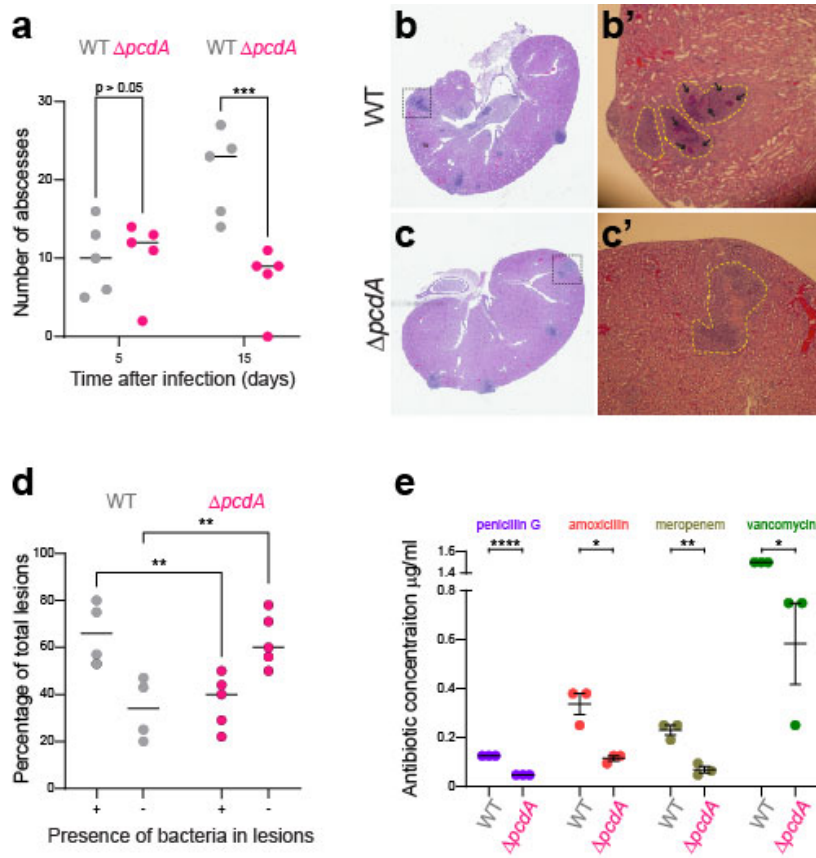 a
WT ΔpcdA WT ΔpcdA
p > 0.05
***
Number of abscesses
30
20
10
0
5
15
Time after infection (days)
b
WT
b'
c
ΔpcdA
c'
d
WT
ΔpcdA
**
**
Percentage of total lesions
100
80
60
40
20
0
+
-
+
-
Presence of bacteria in lesions
e
penicillin G
amoxicillin
meropenem
vancomycin
****
*
**
*
Antibiotic concentraiton µg/ml
1.6
1.4
0.8
0.6
0.4
0.2
0
WT
ΔpcdA
WT
ΔpcdA
WT
ΔpcdA
WT
ΔpcdA